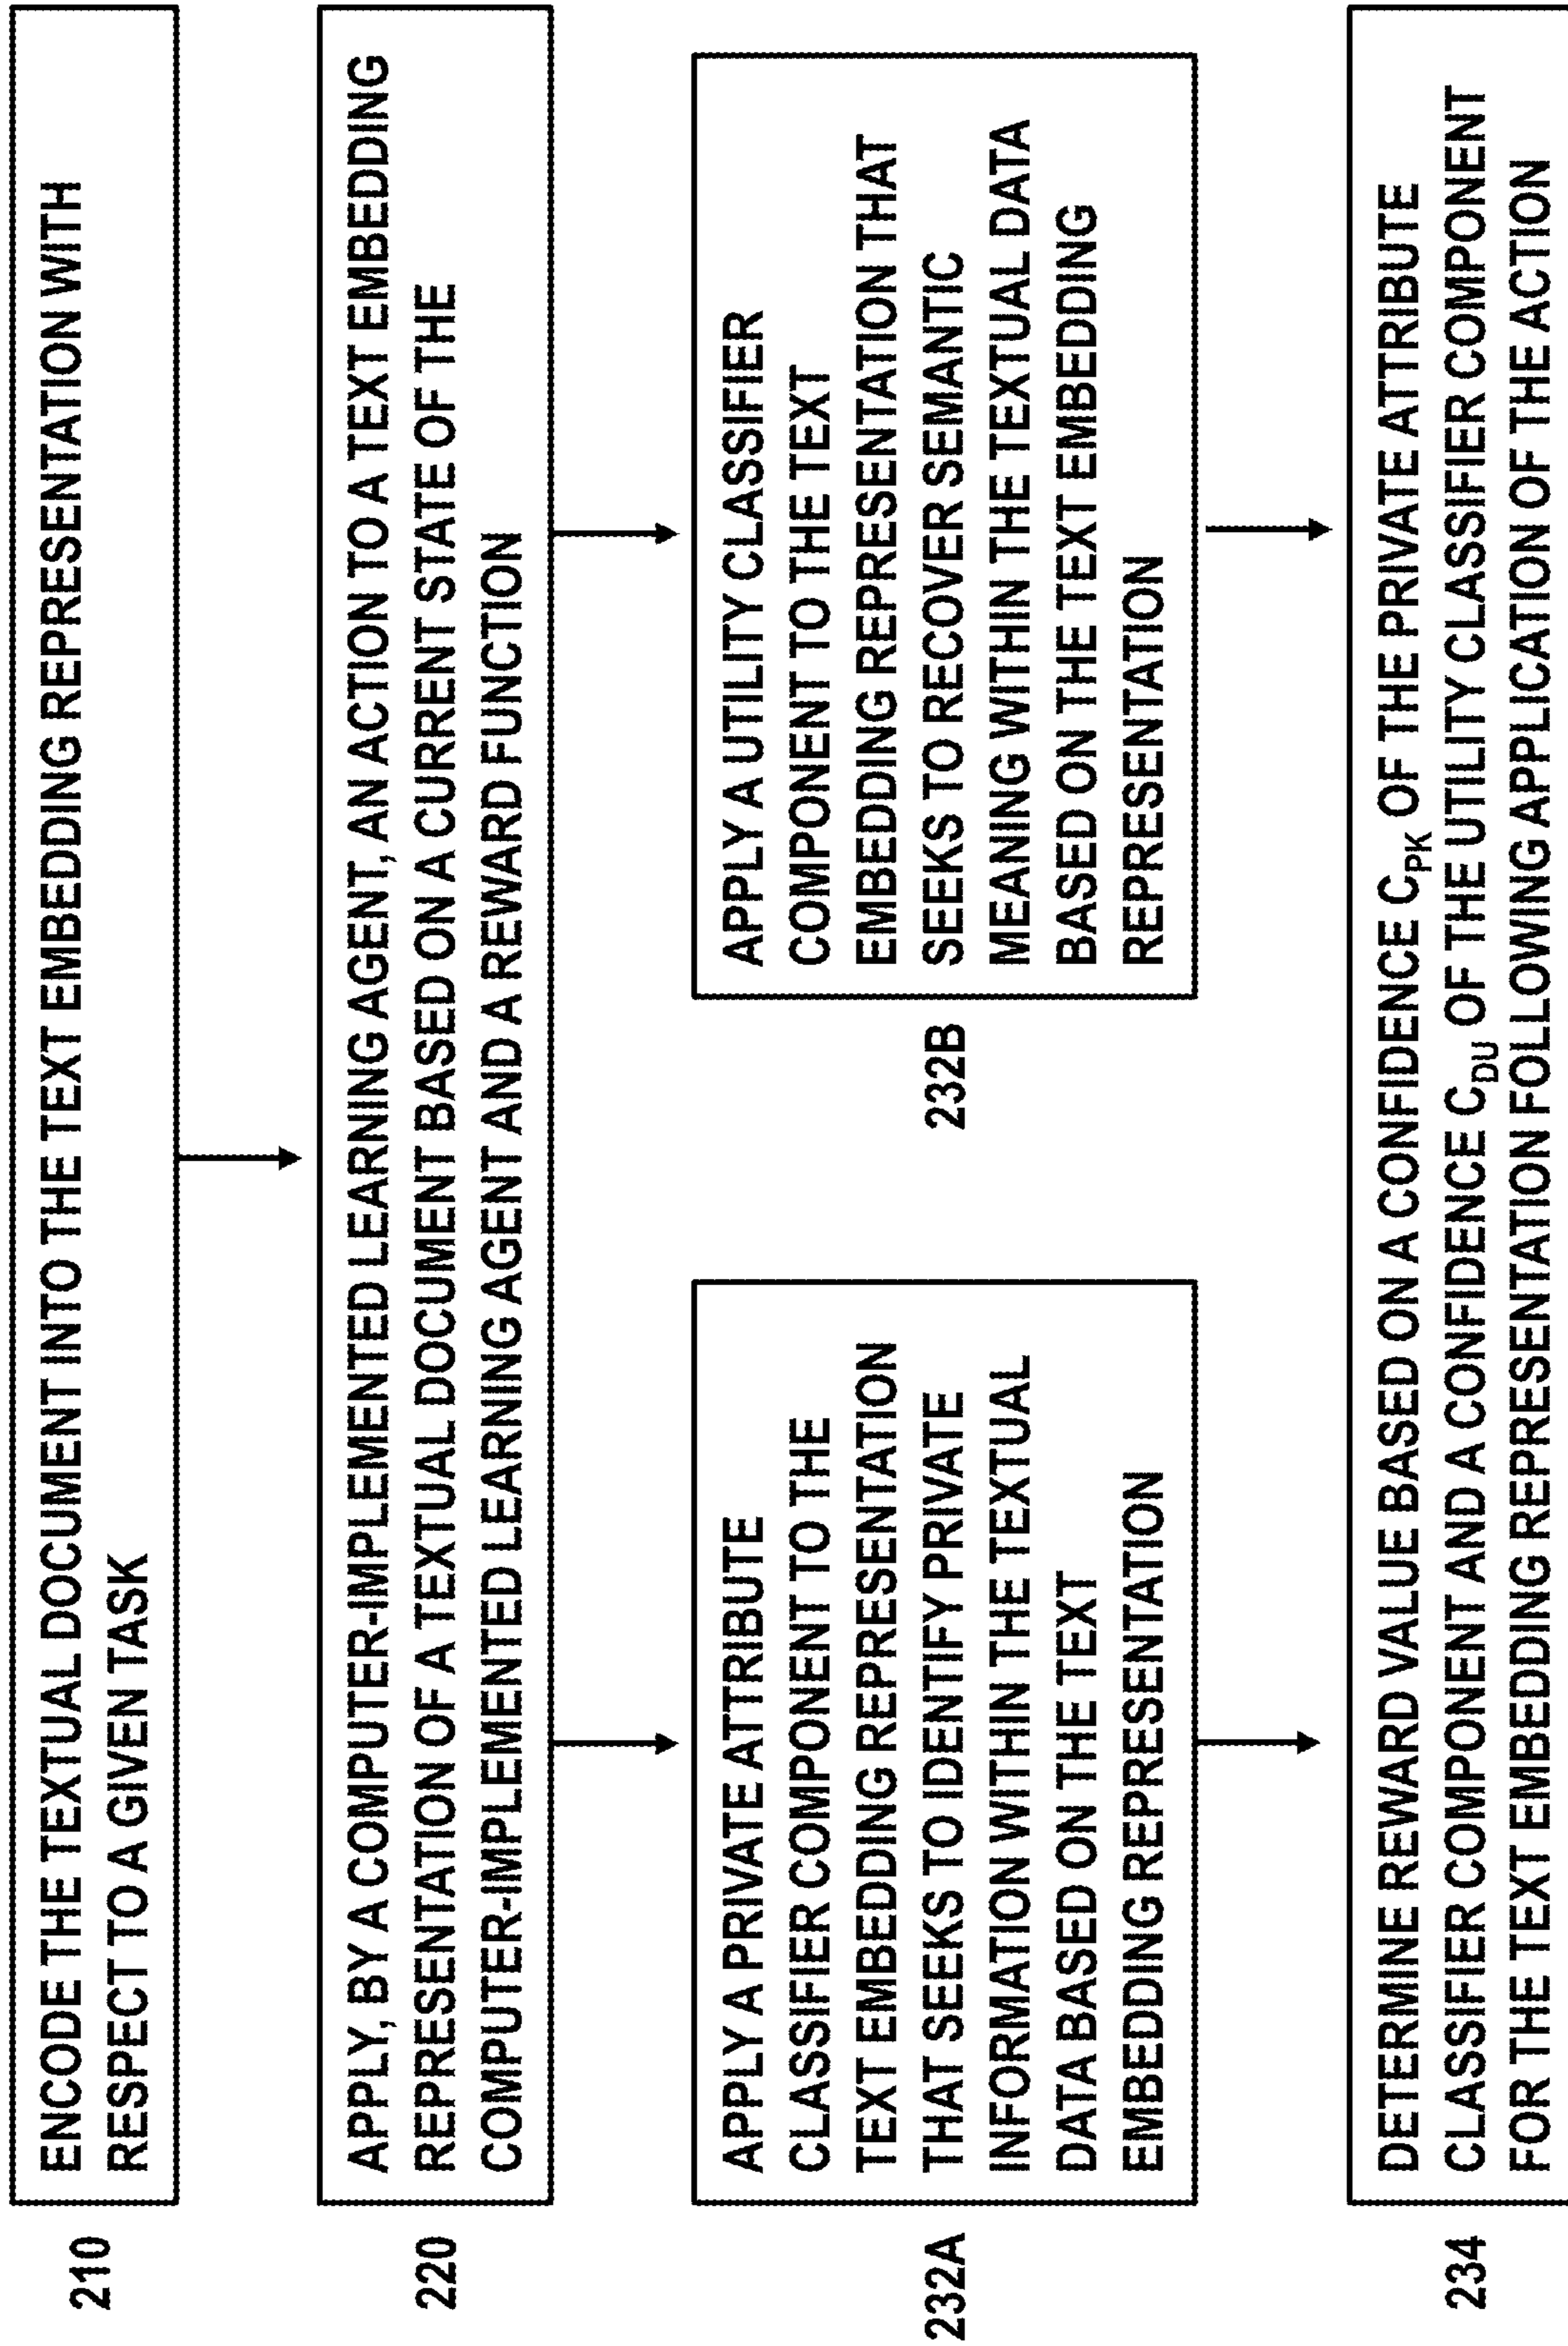 210
ENCODE THE TEXTUAL DOCUMENT INTO THE TEXT EMBEDDING REPRESENTATION WITH
RESPECT TO A GIVEN TASK
220
APPLY, BY A COMPUTER-IMPLEMENTED LEARNING AGENT, AN ACTION TO A TEXT EMBEDDING
REPRESENTATION OF A TEXTUAL DOCUMENT BASED ON A CURRENT STATE OF THE
COMPUTER-IMPLEMENTED LEARNING AGENT AND A REWARD FUNCTION
232A
APPLY A PRIVATE ATTRIBUTE
CLASSIFIER COMPONENT TO THE
TEXT EMBEDDING REPRESENTATION
THAT SEEKS TO IDENTIFY PRIVATE
INFORMATION WITHIN THE TEXTUAL
DATA BASED ON THE TEXT
EMBEDDING REPRESENTATION
232B
APPLY A UTILITY CLASSIFIER
COMPONENT TO THE TEXT
EMBEDDING REPRESENTATION THAT
SEEKS TO RECOVER SEMANTIC
MEANING WITHIN THE TEXTUAL DATA
BASED ON THE TEXT EMBEDDING
REPRESENTATION
234
DETERMINE REWARD VALUE BASED ON A CONFIDENCE C_PK OF THE PRIVATE ATTRIBUTE
CLASSIFIER COMPONENT AND A CONFIDENCE C_DU OF THE UTILITY CLASSIFIER COMPONENT
FOR THE TEXT EMBEDDING REPRESENTATION FOLLOWING APPLICATION OF THE ACTION